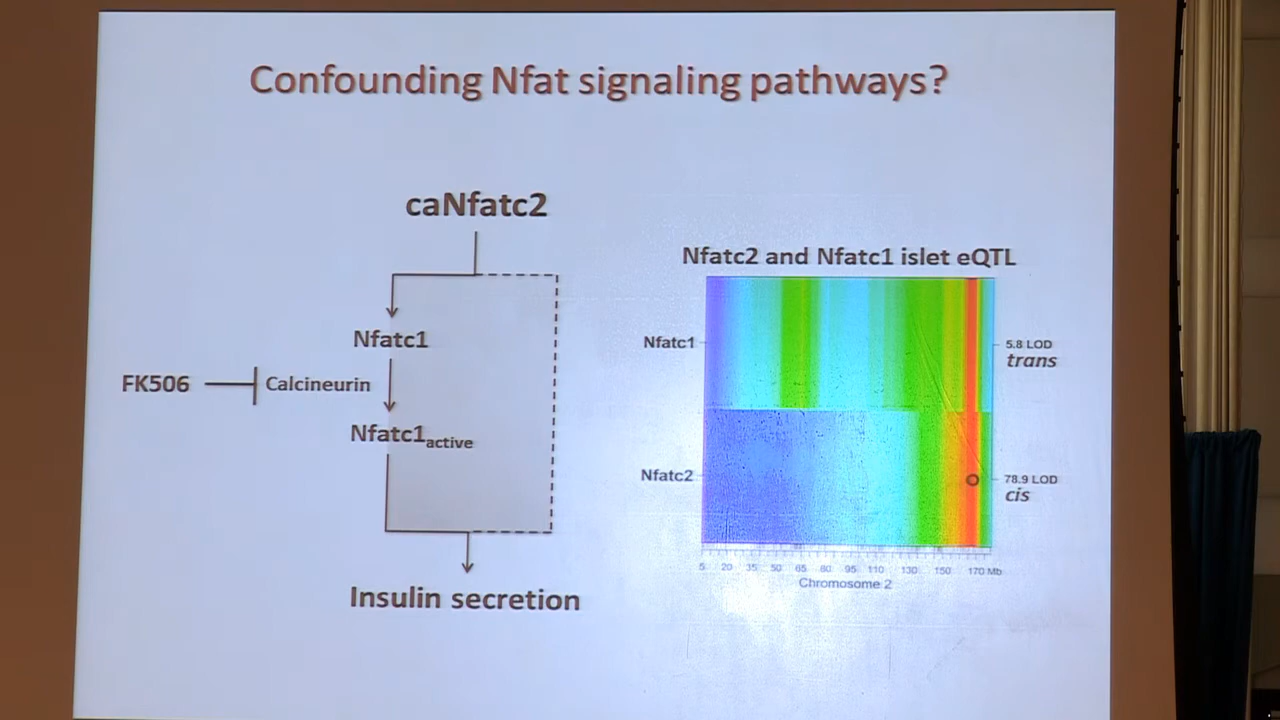 Confounding Nfat signaling pathways?
caNfatc2
Nfatc1
FK506
Calcineurin
Nfatc1active
Insulin secretion
Nfatc2 and Nfatc1 islet eQTL
Nfatc1
5.8 LOD
trans
Nfatc2
78.9 LOD
cis
5 20 35 50 65 80 95 110 130 150 170 Mb
Chromosome 2